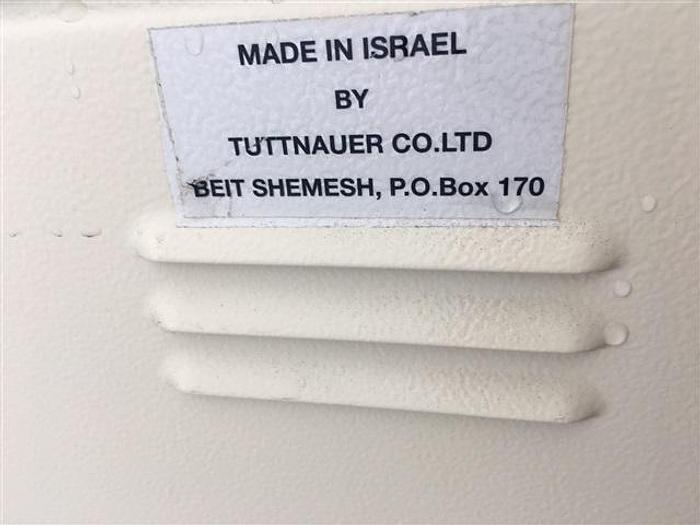 MADE IN ISRAEL
BY
TUTTNAUER CO.LTD
BEIT SHEMESH, P.O.Box 170